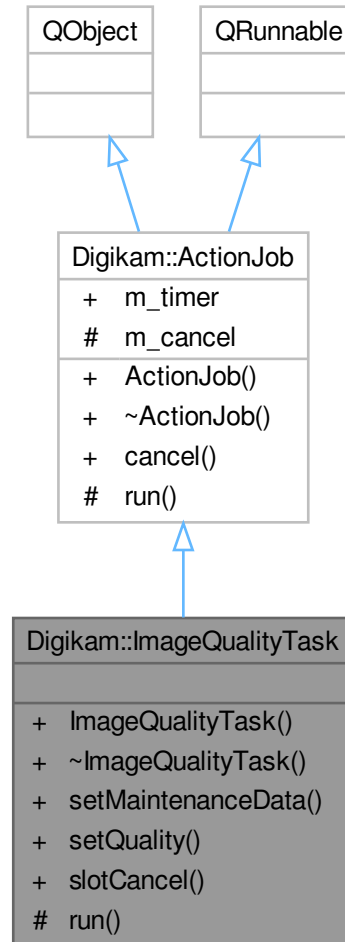 QObject
QRunnable
Digikam::ActionJob
+ m_timer
# m_cancel
+ ActionJob()
+ ~ActionJob()
+ cancel()
# run()
Digikam::ImageQualityTask
+ ImageQualityTask()
+ ~ImageQualityTask()
+ setMaintenanceData()
+ setQuality()
+ slotCancel()
# run()